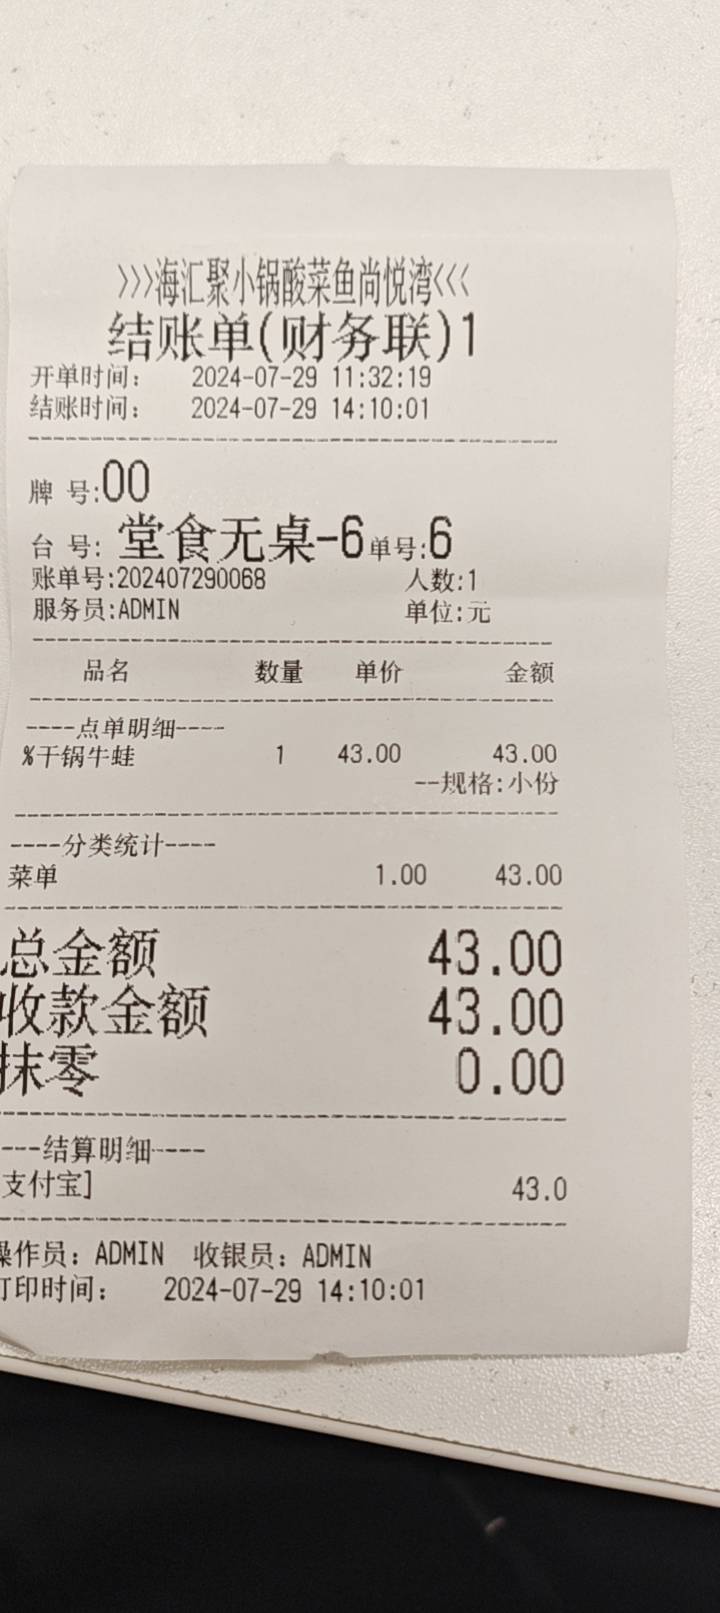 >>>海汇聚小锅酸菜鱼尚悦湾<<<
结账单(财务联)1
开单时间： 2024-07-29 11:32:19
结账时间： 2024-07-29 14:10:01
牌 号:00
台 号: 堂食无桌-6 单号:6
账单号:202407290068 人数:1
服务员:ADMIN 单位:元
品名 数量 单价 金额
----点单明细----
%干锅牛蛙 1 43.00 43.00
--规格:小份
----分类统计----
菜单 1.00 43.00
总金额 43.00
收款金额 43.00
抹零 0.00
---结算明细----
支付宝] 43.0
操作员：ADMIN 收银员：ADMIN
打印时间： 2024-07-29 14:10:01